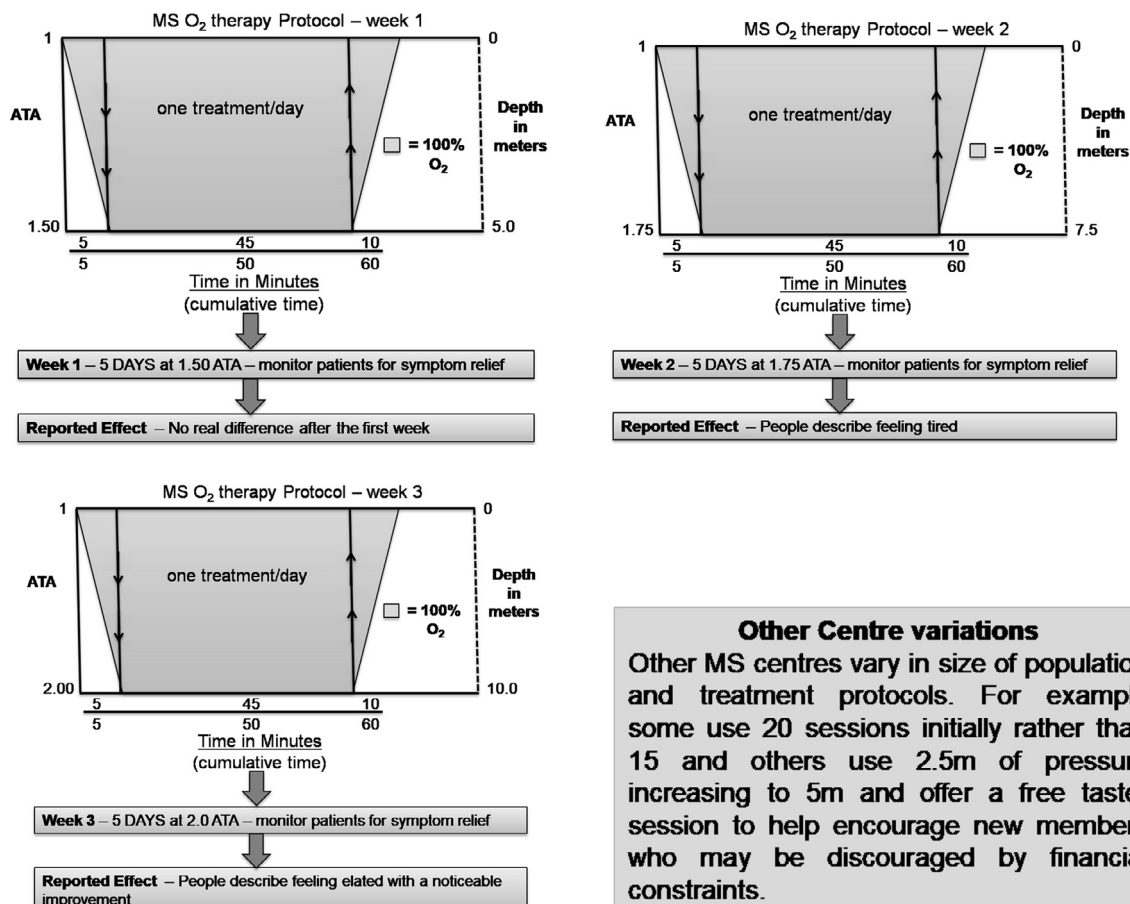 MS O2 therapy Protocol – week 1
1
0
ATA
one treatment/day
Depth
in
meters
= 100%
O2
1.50
5.0
5 45 10
5 50 60
Time in Minutes
(cumulative time)
Week 1 – 5 DAYS at 1.50 ATA – monitor patients for symptom relief
Reported Effect – No real difference after the first week
MS O2 therapy Protocol – week 2
1
0
ATA
one treatment/day
Depth
in
meters
= 100%
O2
1.75
7.5
5 45 10
5 50 60
Time in Minutes
(cumulative time)
Week 2 – 5 DAYS at 1.75 ATA – monitor patients for symptom relief
Reported Effect – People describe feeling tired
MS O2 therapy Protocol – week 3
1
0
ATA
one treatment/day
Depth
in
meters
= 100%
O2
2.00
10.0
5 45 10
5 50 60
Time in Minutes
(cumulative time)
Week 3 – 5 DAYS at 2.0 ATA – monitor patients for symptom relief
Reported Effect – People describe feeling elated with a noticeable
improvement
Other Centre variations
Other MS centres vary in size of
and treatment protocols. For
some use 20 sessions initially rather
15 and others use 2.5m of
increasing to 5m and offer a free
session to help encourage new
who may be discouraged by
constraints.